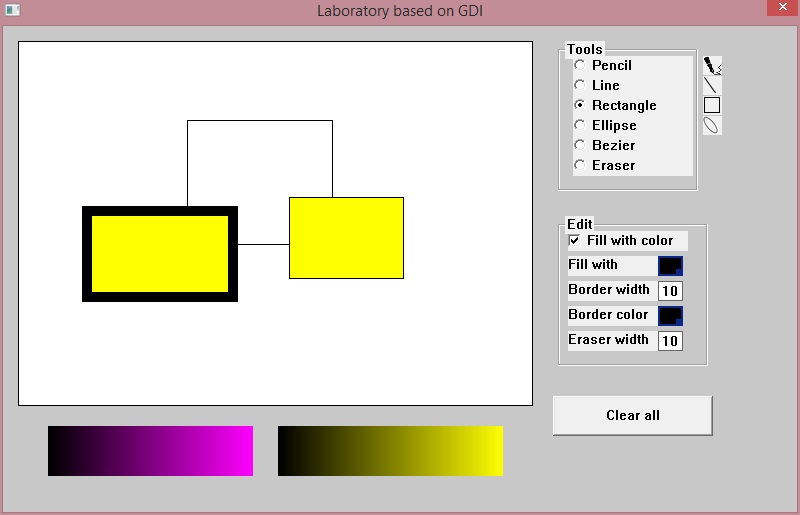 Laboratory based on GDI
Tools
Pencil
Line
Rectangle
Ellipse
Bezier
Eraser
Edit
Fill with color
Fill with
Border width 10
Border color
Eraser width 10
Clear all